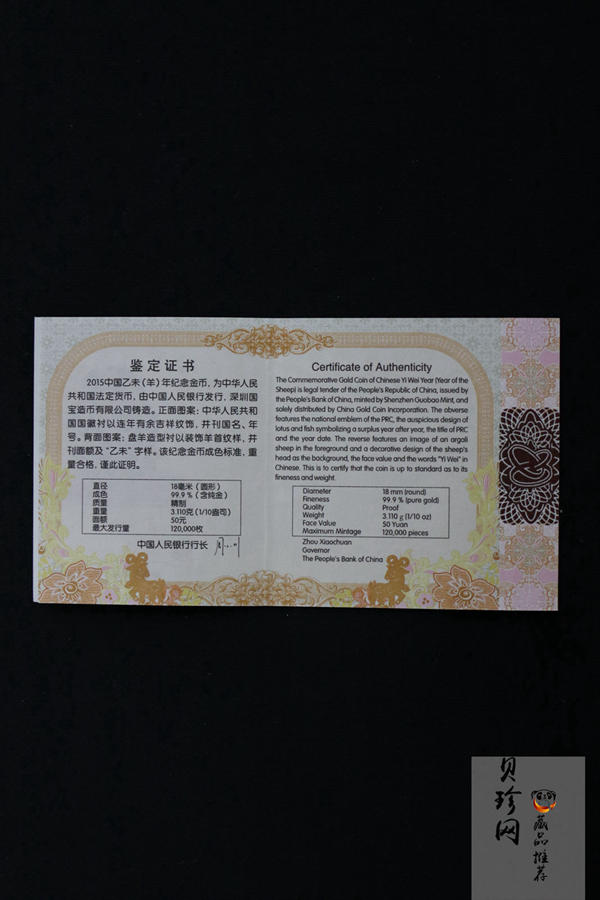 鉴定证书
2015中国乙未（羊）年纪念金币，为中华人民
共和国法定货币，由中国人民银行发行，深圳国
宝造币有限公司铸造。正面图案：中华人民共和
国国徽衬以连年有余吉祥纹饰，并刊国名、年
号。背面图案：盘羊造型衬以装饰羊首纹样，并
刊面额及“乙未”字样。该纪念金币成色标准，重
量合格，谨此证明。
直径 18毫米（圆形）
成色 99.9％（含纯金）
质量 精制
重量 3.110克（1/10盎司）
面额 50元
最大发行量 120,000枚
中国人民银行行长
Certificate of Authenticity
The Commemorative Gold Coin of Chinese Yi Wei Year (Year of the
Sheep) is legal tender of the People's Republic of China, issued by
the People's Bank of China, minted by Shenzhen Guobao Mint, and
solely distributed by China Gold Coin Incorporation. The obverse
features the national emblem of the PRC, the auspicious design of
lotus and fish symbolizing a surplus year after year, the title of PRC
and the year date. The reverse features an image of an argali
sheep in the foreground and a decorative design of the sheep's
head as the background, the face value and the words "Yi Wei" in
Chinese. This is to certify that the coin is up to standard as to its
fineness and weight.
Diameter 18 mm (round)
Fineness 99.9 % (pure gold)
Quality Proof
Weight 3.110 g (1/10 oz)
Face Value 50 Yuan
Maximum Mintage 120,000 pieces
Zhou Xiaochuan
Governor
The People's Bank of China
贝珍网
藏品推荐